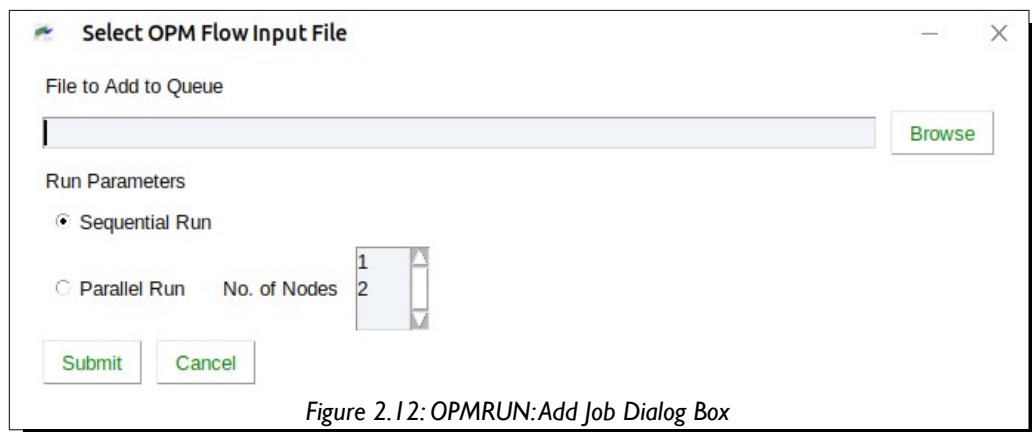 Select OPM Flow Input File
File to Add to Queue
Browse
Run Parameters
Sequential Run
1
Parallel Run No. of Nodes 2
Submit Cancel
Figure 2.12: OPMRUN: Add Job Dialog Box